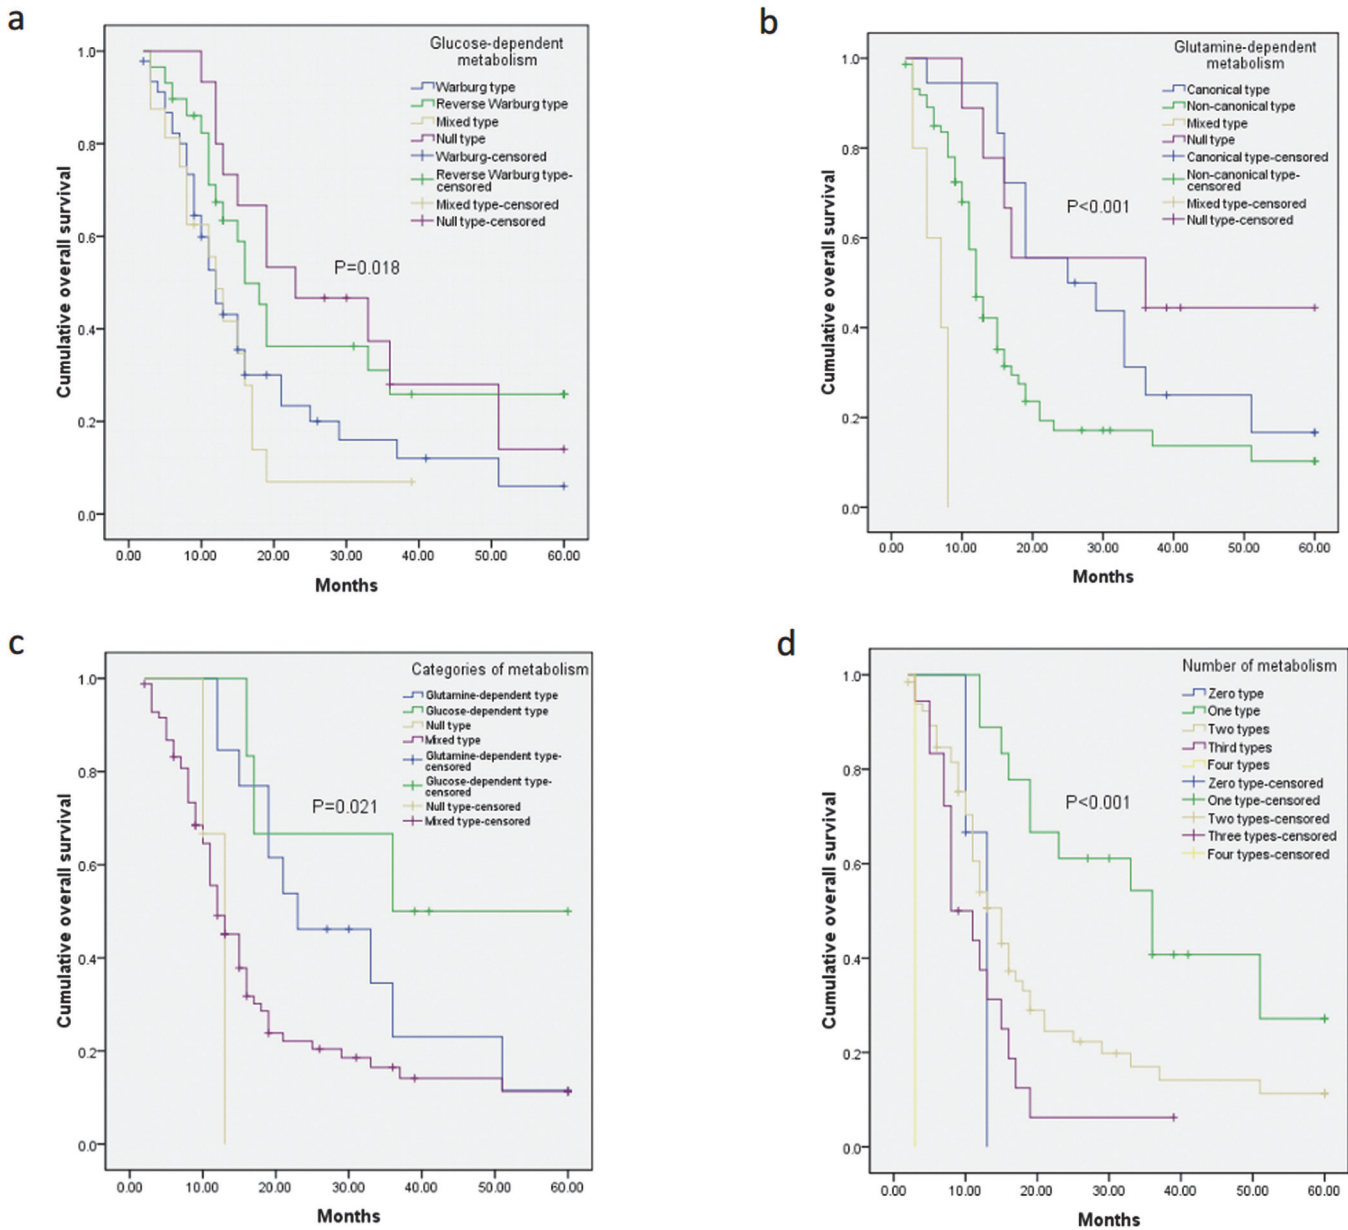 a
Glucose-dependent
metabolism
Warburg type
Reverse Warburg type
Mixed type
Null type
Warburg-censored
Reverse Warburg type-
censored
Mixed type-censored
Null type-censored
P=0.018
Cumulative overall survival
1.0
0.8
0.6
0.4
0.2
0.0
0.00 10.00 20.00 30.00 40.00 50.00 60.00
Months
b
Glutamine-dependent
metabolism
Canonical type
Non-canonical type
Mixed type
Null type
Canonical type-censored
Non-canonical type-
censored
Mixed type-censored
Null type-censored
P<0.001
Cumulative overall survival
1.0
0.8
0.6
0.4
0.2
0.0
0.00 10.00 20.00 30.00 40.00 50.00 60.00
Months
c
Categories of metabolism
Glutamine-dependent type
Glucose-dependent type
Null type
Mixed type
Glutamine-dependent type-
censored
Glucose-dependent type-
censored
Null type-censored
Mixed type-censored
P=0.021
Cumulative overall survival
1.0
0.8
0.6
0.4
0.2
0.0
0.00 10.00 20.00 30.00 40.00 50.00 60.00
Months
d
Number of metabolism
Zero type
One type
Two types
Third types
Four types
Zero type-censored
One type-censored
Two types-censored
Three types-censored
Four types-censored
P<0.001
Cumulative overall survival
1.0
0.8
0.6
0.4
0.2
0.0
0.00 10.00 20.00 30.00 40.00 50.00 60.00
Months